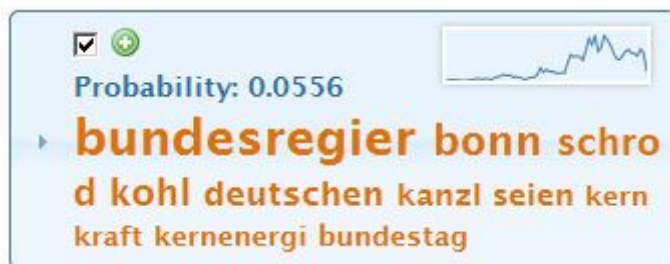 Probability: 0.0556
bundesregier bonn schro
d kohl deutschen kanzl seien kern
kraft kernenergi bundestag